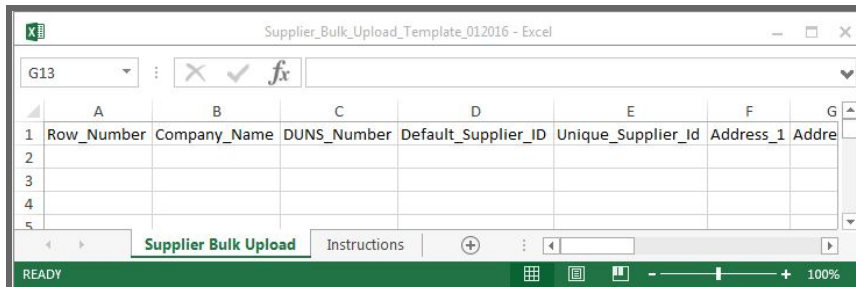 Supplier_Bulk_Upload_Template_012016 - Excel
G13 fx
A B C D E F G
1 Row_Number Company_Name DUNS_Number Default_Supplier_ID Unique_Supplier_Id Address_1 Addre
2
3
4
5
Supplier Bulk Upload Instructions
READY 100%